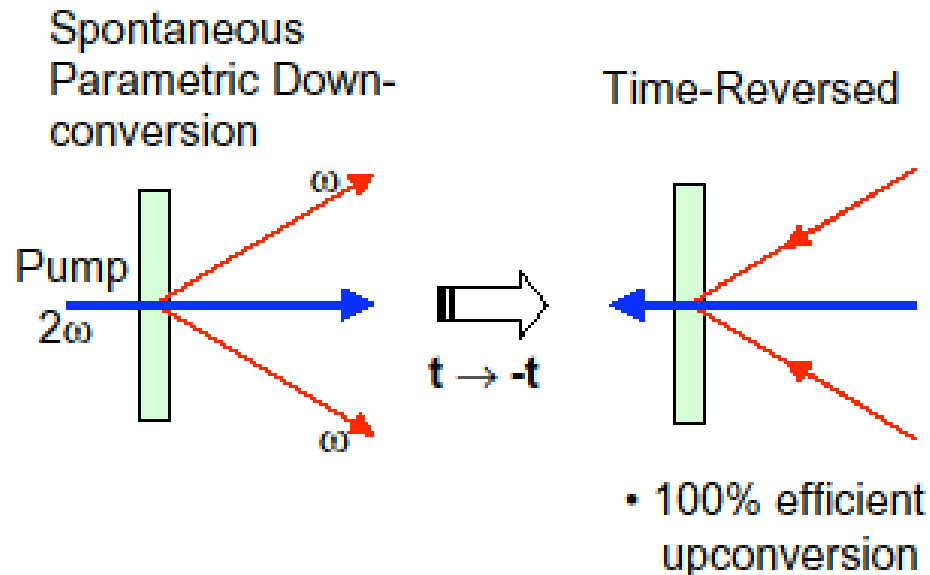 Spontaneous
Parametric Down-
conversion
Time-Reversed
ω
Pump
2ω
t → -t
ω
• 100% efficient
upconversion